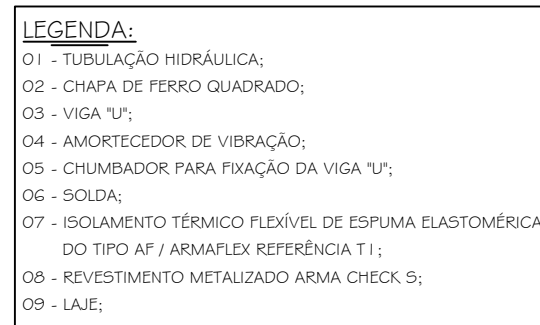 LEGENDA:
01 - TUBULAÇÃO HIDRÁULICA;
02 - CHAPA DE FERRO QUADRADO;
03 - VIGA "U";
04 - AMORTECEDOR DE VIBRAÇÃO;
05 - CHUMBADOR PARA FIXAÇÃO DA VIGA "U";
06 - SOLDA;
07 - ISOLAMENTO TÉRMICO FLEXÍVEL DE ESPUMA ELASTOMÉRICA
DO TIPO AF / ARMAFLEX REFERÊNCIA T1;
08 - REVESTIMENTO METALIZADO ARMA CHECK S;
09 - LAJE;